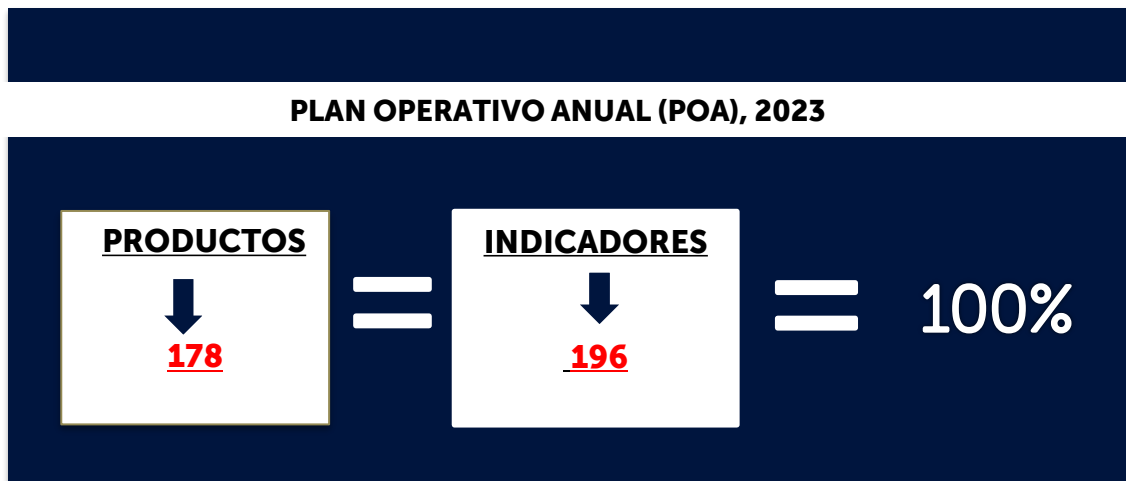 PLAN OPERATIVO ANUAL (POA), 2023
PRODUCTOS
178
=
INDICADORES
196
=
100%